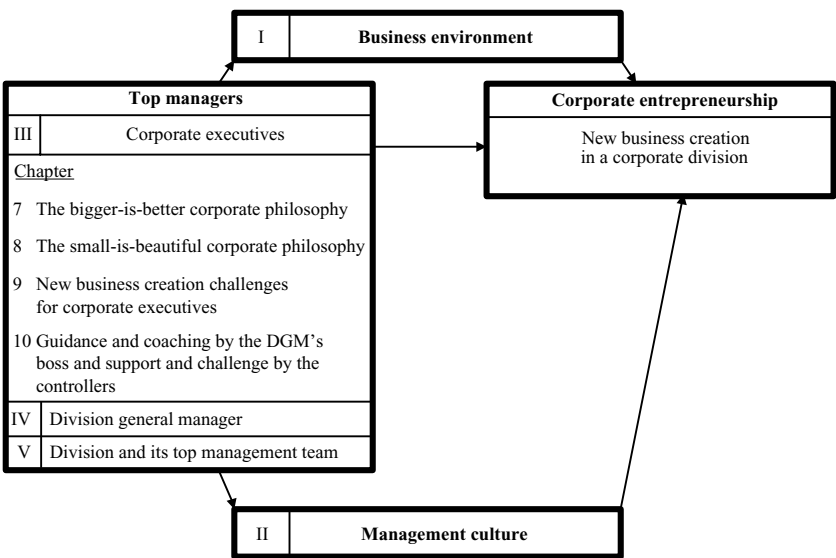 I Business environment
Top managers
III Corporate executives
Chapter
7 The bigger-is-better corporate philosophy
8 The small-is-beautiful corporate philosophy
9 New business creation challenges
for corporate executives
10 Guidance and coaching by the DGM's
boss and support and challenge by the
controllers
IV Division general manager
V Division and its top management team
Corporate entrepreneurship
New business creation
in a corporate division
II Management culture